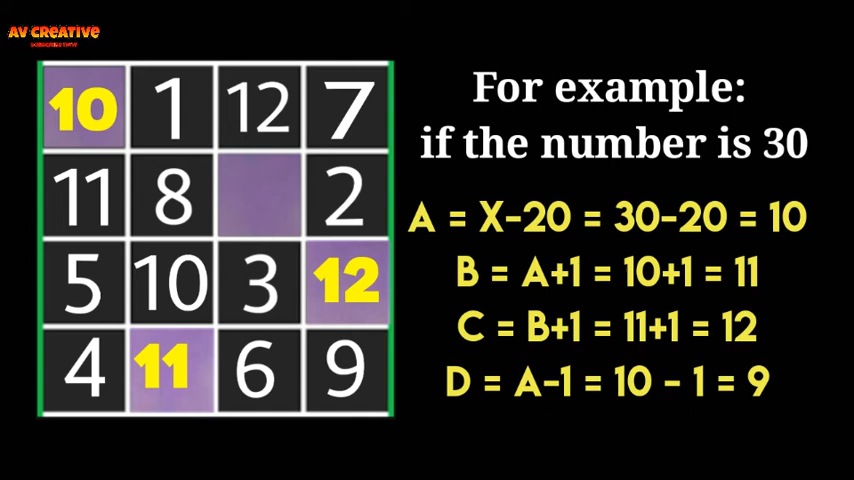 AV CREATIVE
SUBSCRIBE NOW
For example:
if the number is 30
10 1 12 7
11 8 2
5 10 3 12
4 11 6 9
A = X-20 = 30-20 = 10
B = A+1 = 10+1 = 11
C = B+1 = 11+1 = 12
D = A-1 = 10 - 1 = 9